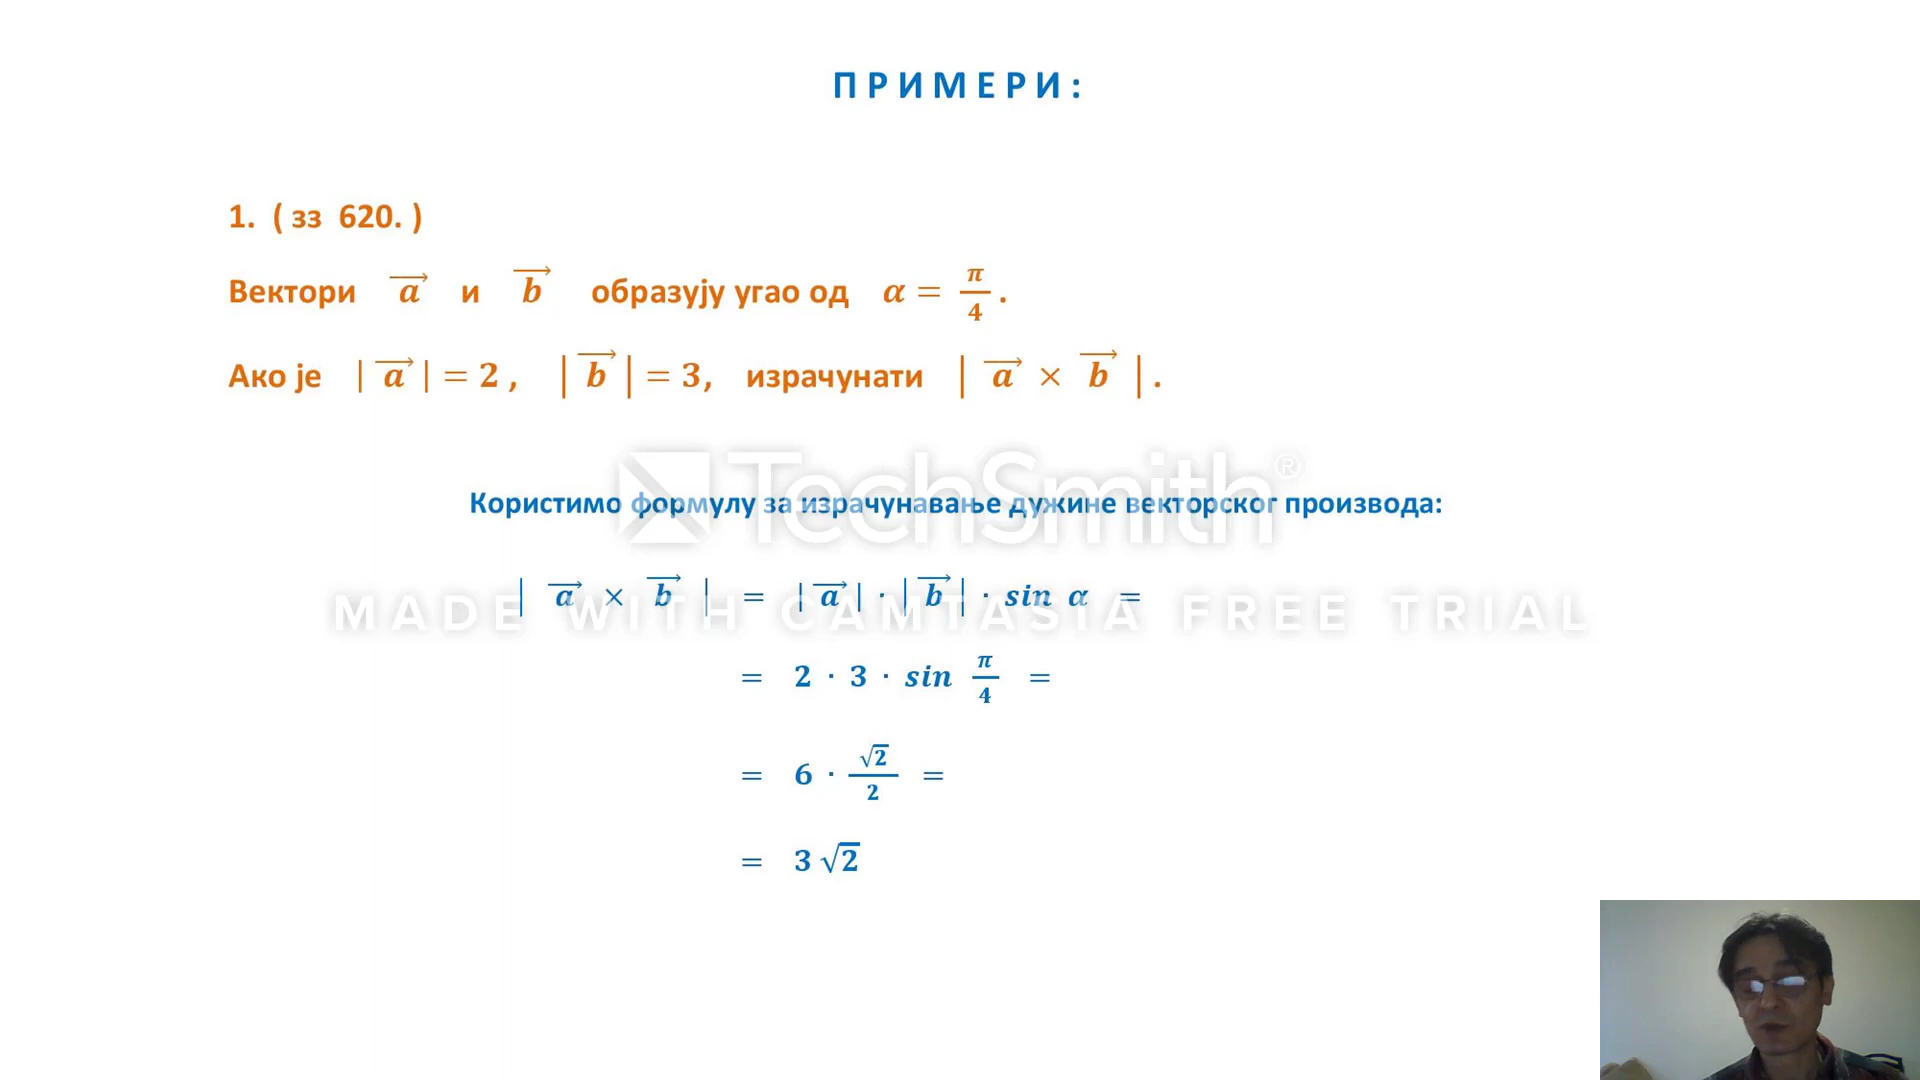 ПРИМЕРИ:
1. ( зз 620. )
Вектори a⃗ и b⃗ образују угао од α = π/4 .
Ако је | a⃗ | = 2 , | b⃗ | = 3, израчунати | a⃗ × b⃗ | .
TechSmith®
Користимо формулу за израчунавање дужине векторског производа:
| a⃗ × b⃗ | = | a⃗ | · | b⃗ | · sin α =
MADE WITH CAMTASIA FREE TRIAL
= 2 · 3 · sin π/4 =
= 6 · √2/2 =
= 3 √2